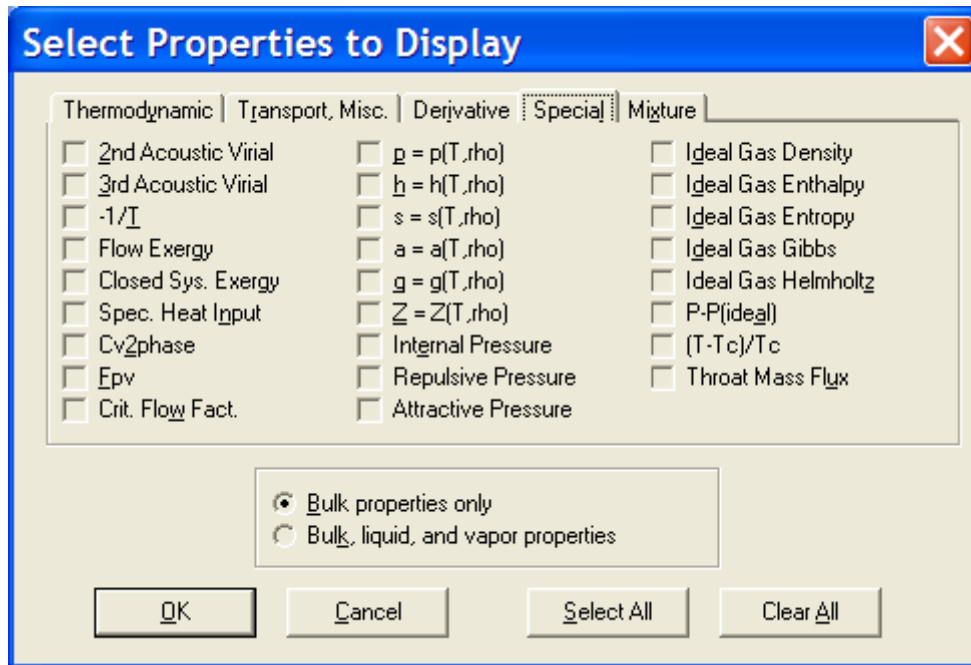 Select Properties to Display
Thermodynamic
Transport, Misc.
Derivative
Special
Mixture
2nd Acoustic Virial
3rd Acoustic Virial
-1/T
Flow Exergy
Closed Sys. Exergy
Spec. Heat Input
Cv2phase
Fpv
Crit. Flow Fact.
p = p(T,rho)
h = h(T,rho)
s = s(T,rho)
a = a(T,rho)
g = g(T,rho)
Z = Z(T,rho)
Internal Pressure
Repulsive Pressure
Attractive Pressure
Ideal Gas Density
Ideal Gas Enthalpy
Ideal Gas Entropy
Ideal Gas Gibbs
Ideal Gas Helmholtz
P-P(ideal)
(T-Tc)/Tc
Throat Mass Flux
Bulk properties only
Bulk, liquid, and vapor properties
OK
Cancel
Select All
Clear All